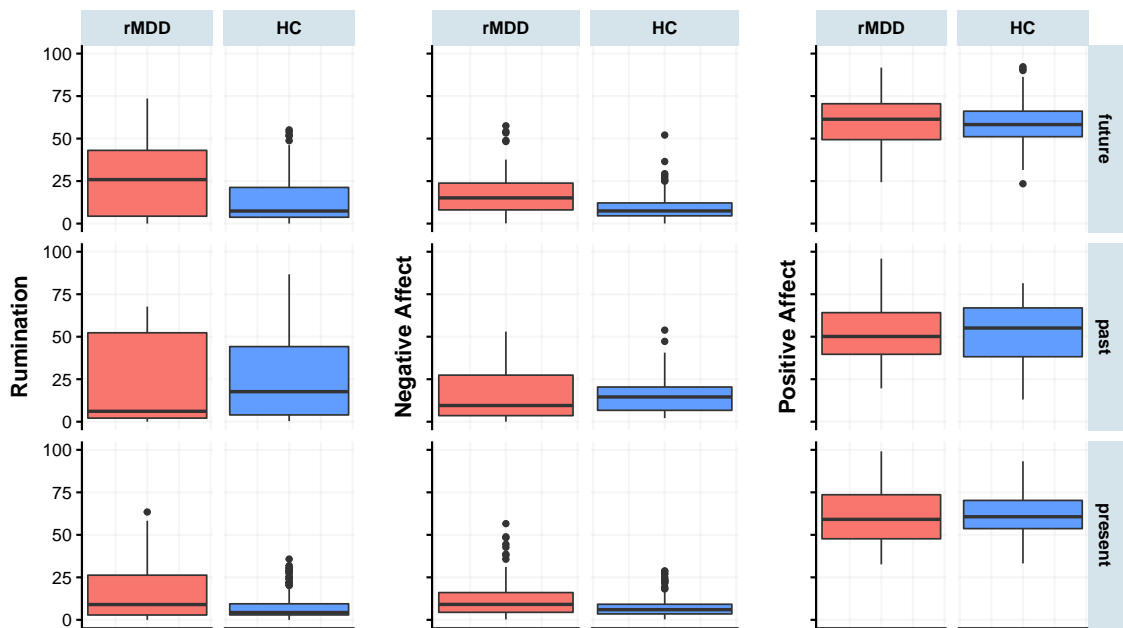 rMDD HC rMDD HC rMDD HC
Rumination
100
75
50
25
0
100
75
50
25
0
100
75
50
25
0
Negative Affect
Positive Affect
future
past
present